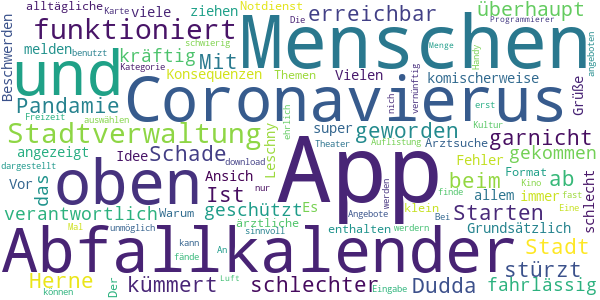 alltägliche Karte Notdienst Die Programmierer
Beschwerden viele ziehen erreichbar überhaupt angeboten
funktioniert Menschen
melden kräftig Mit Konsequenzen Themen Vielen komischerweise
schwierig Kategorie benutzt Handy Menge
und Coronavierus
Pandamie vernünftig nich erst Größe
Stadtverwaltung super geworden Arztsuche garnicht
Freizeit auswählen ehrlich Leschny Theater Auflistung Kultur
angezeigt Idee Schade download Fehler gekommen
Vor oben App Format
das Ansich nur beim allem immer ab schlecht
dargestellt Ist werden finde Kino fast
verantwortlich Warum geschützt Es Angebote klein Starten Eine
Mal unmöglich ärztliche enthalten werdern Bei Grundsätzlich
kann An sinnvoll
Abfallkalender Stadt
fände stürzt
Herne kümmert schlechter Dudda fahrlässig
Der können Luft Eingabe